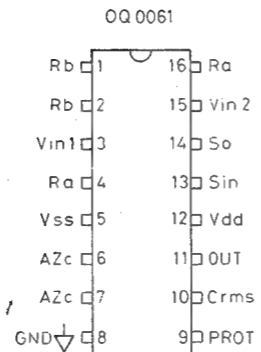 OQ 0061
Rb 1 16 Ra
Rb 2 15 Vin 2
Vin1 3 14 So
Ra 4 13 Sin
Vss 5 12 Vdd
AZc 6 11 OUT
AZc 7 10 Crms
GND 8 9 PROT